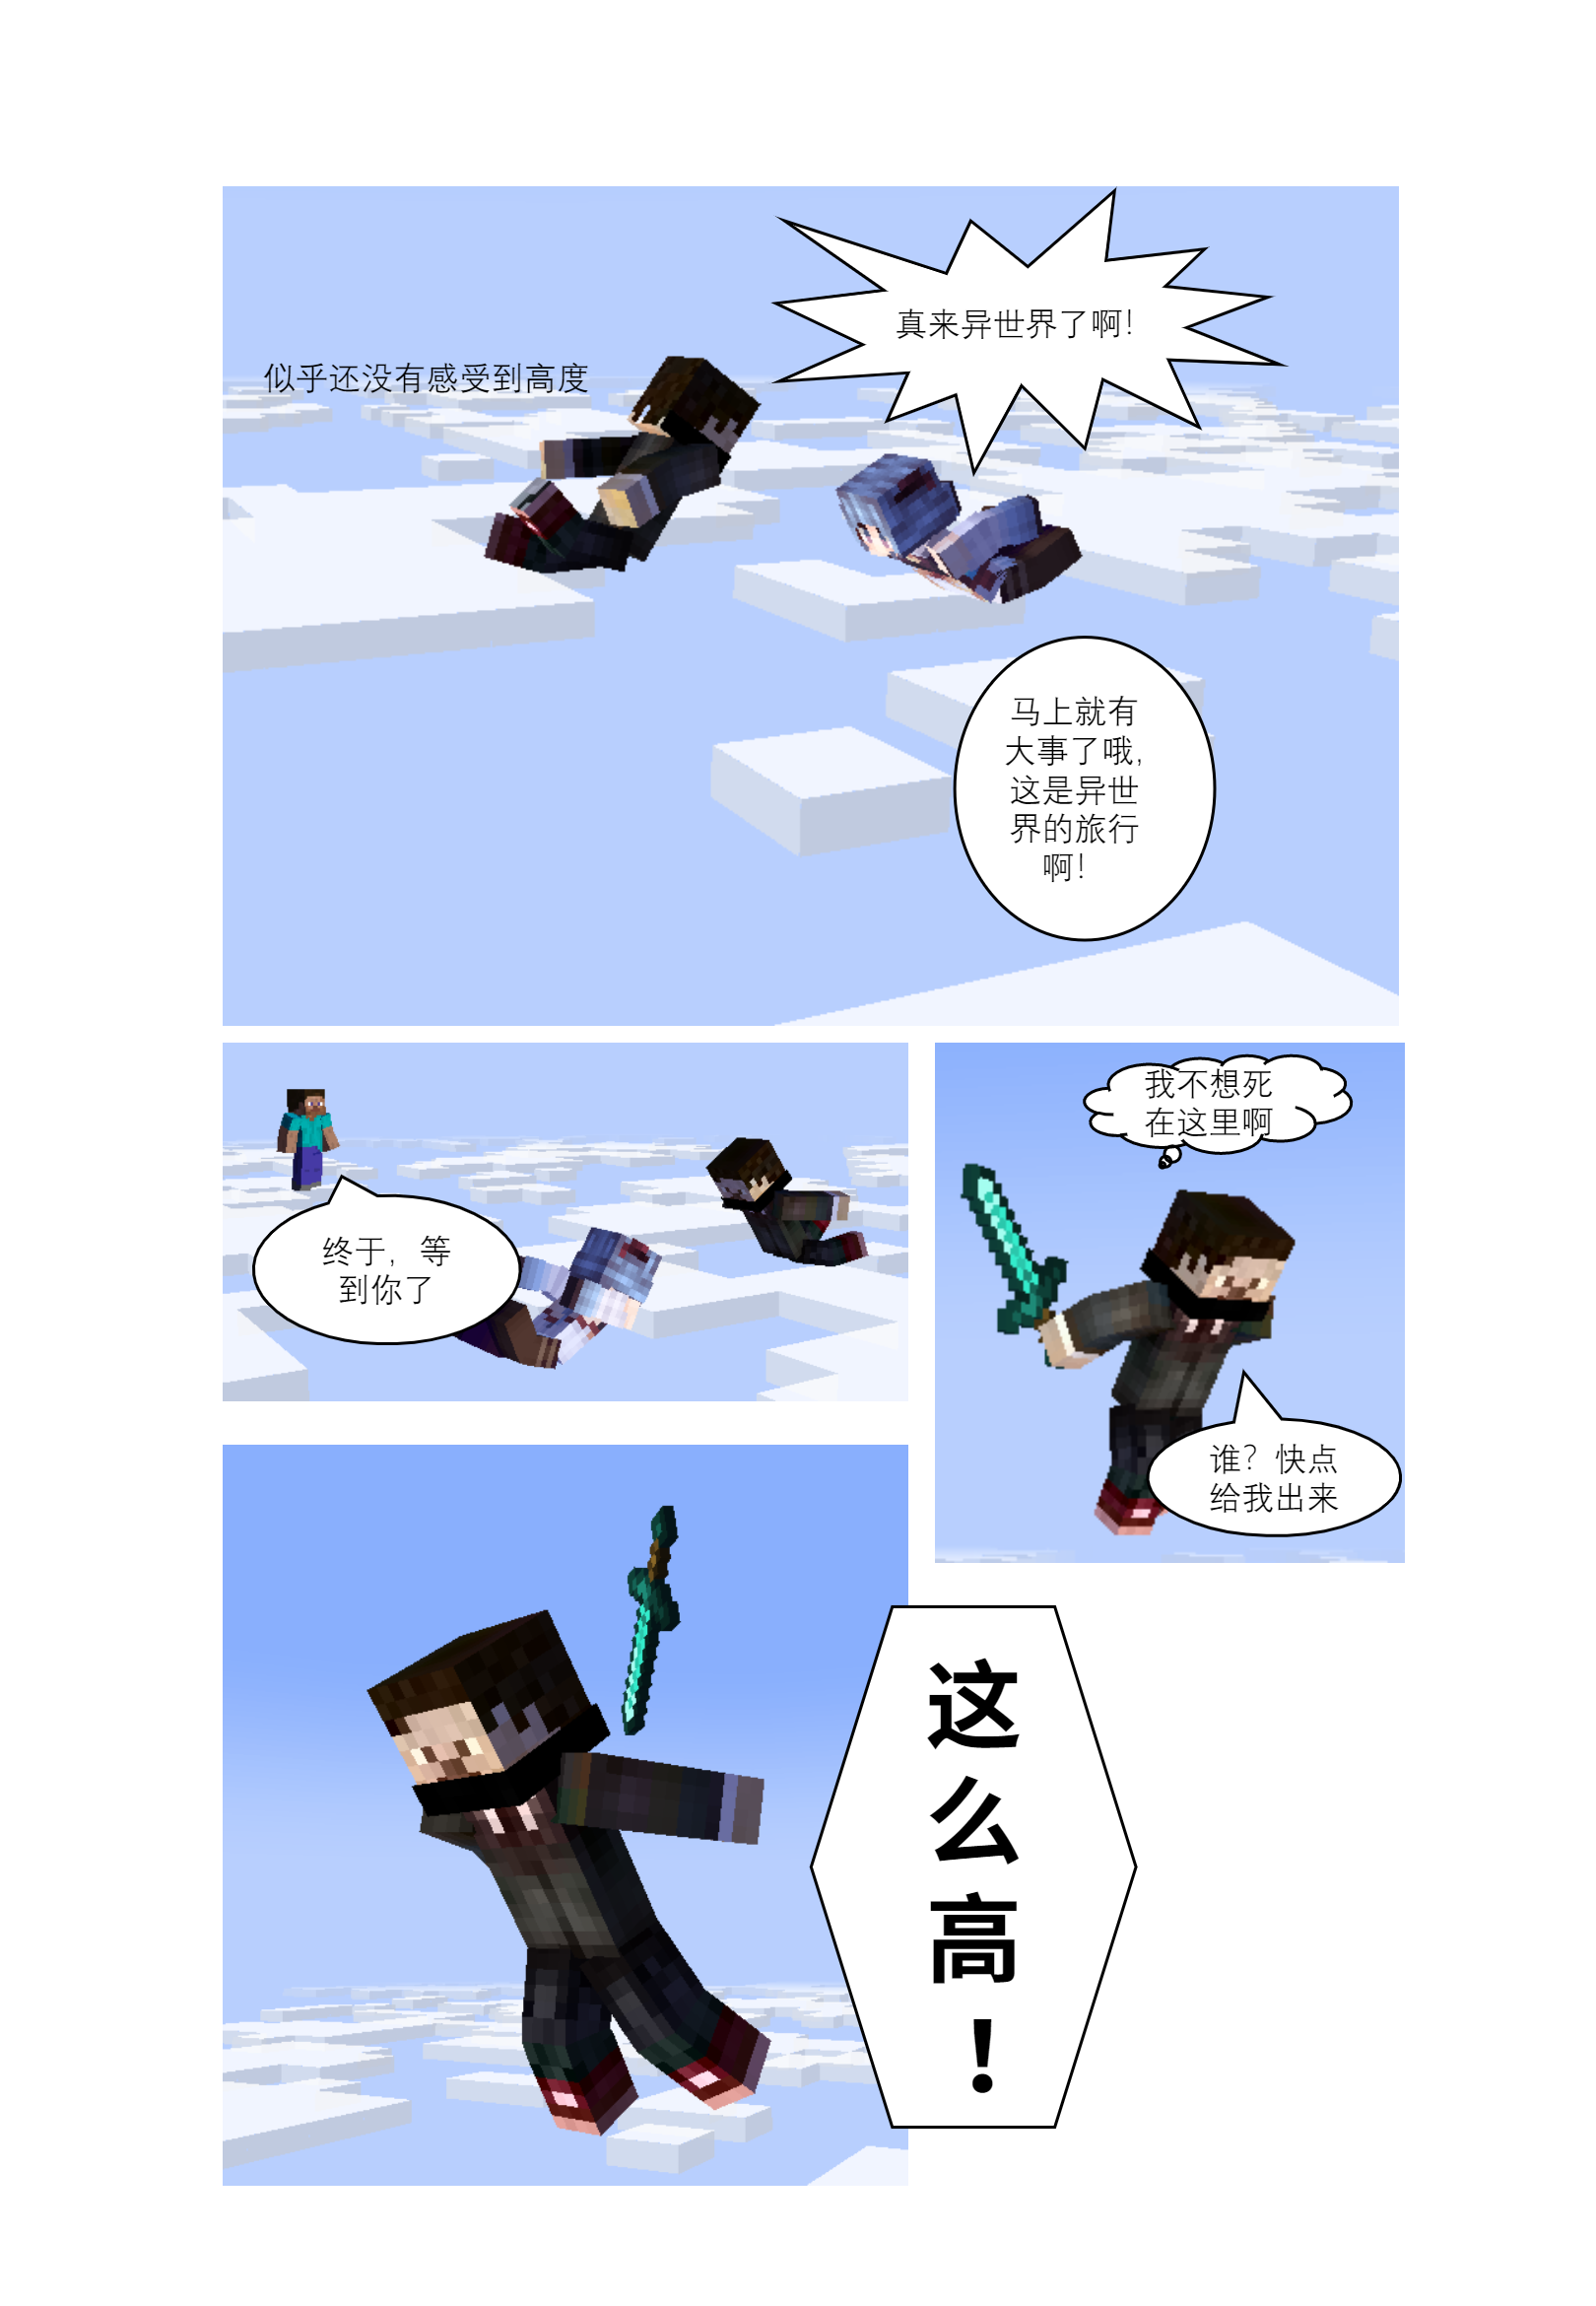 真来异世界了啊！
似乎还没有感受到高度
马上就有
大事了哦，
这是异世
界的旅行
啊！
终于，等
到你了
我不想死
在这里啊
谁？快点
给我出来
这
么
高
！